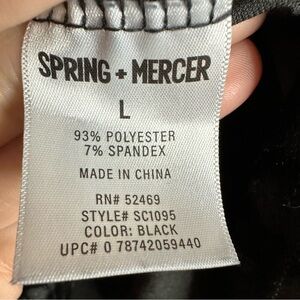 SPRING + MERCER
L
93% POLYESTER
7% SPANDEX
MADE IN CHINA
RN# 52469
STYLE# SC1095
COLOR: BLACK
UPC# 0 78742059440